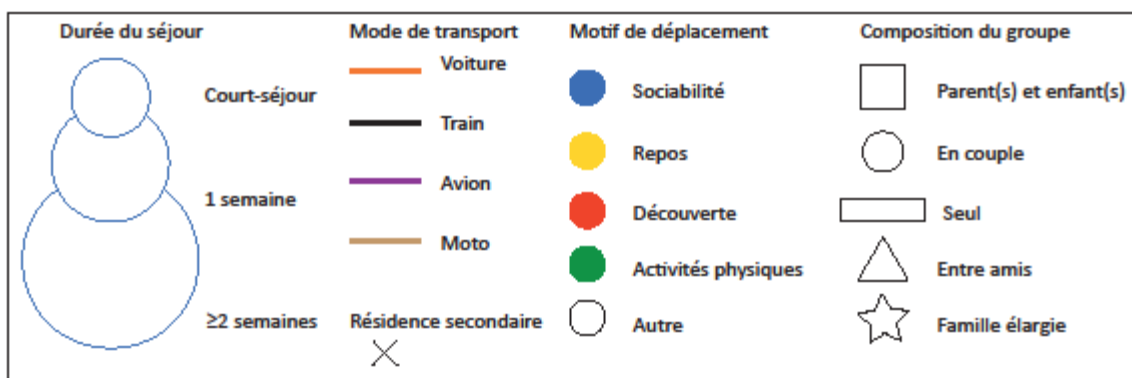 Durée du séjour
Court-séjour
1 semaine
≥2 semaines
Mode de transport
Voiture
Train
Avion
Moto
Résidence secondaire
Motif de déplacement
Sociabilité
Repos
Découverte
Activités physiques
Autre
Composition du groupe
Parent(s) et enfant(s)
En couple
Seul
Entre amis
Famille élargie